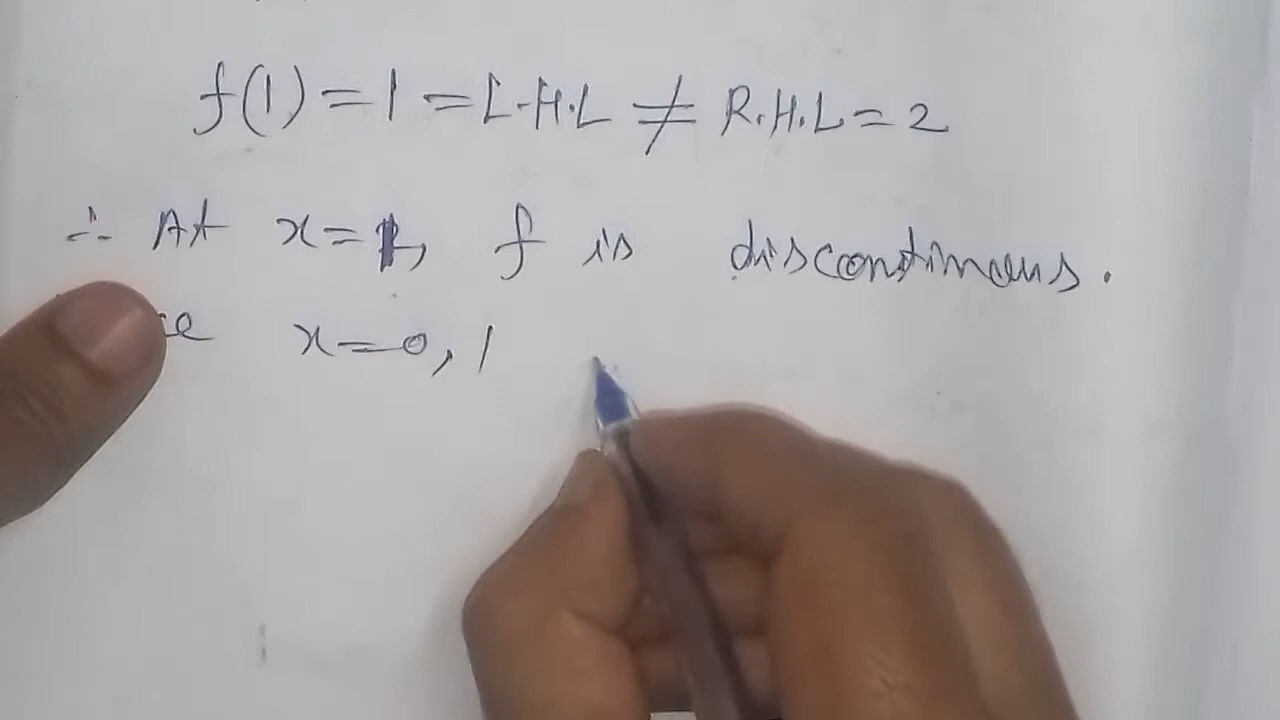 f(1) = 1 = L.H.L ≠ R.H.L = 2
∴ At x=1, f is discontinuous.
x=0, 1